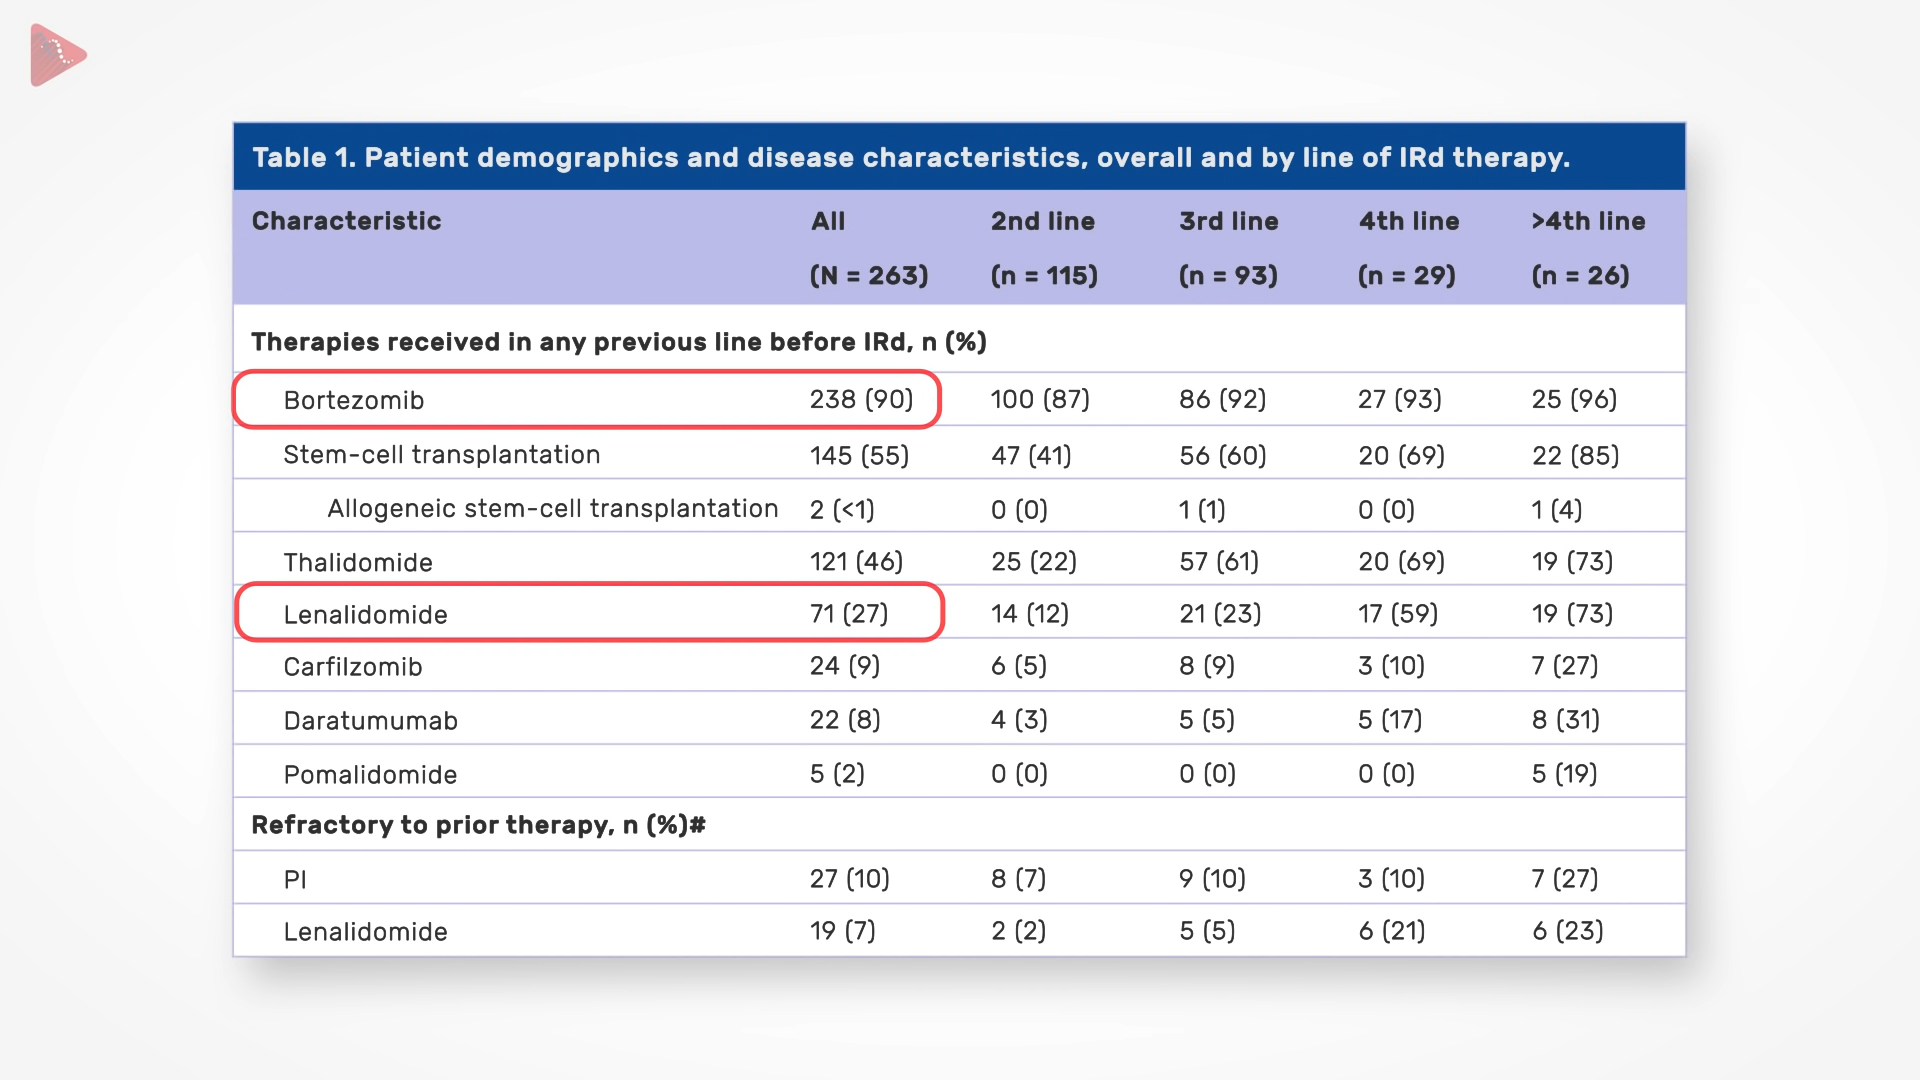 Table 1. Patient demographics and disease characteristics, overall and by line of IRd therapy.
Characteristic All 2nd line 3rd line 4th line >4th line
(N = 263) (n = 115) (n = 93) (n = 29) (n = 26)
Therapies received in any previous line before IRd, n (%)
Bortezomib 238 (90) 100 (87) 86 (92) 27 (93) 25 (96)
Stem-cell transplantation 145 (55) 47 (41) 56 (60) 20 (69) 22 (85)
Allogeneic stem-cell transplantation 2 (<1) 0 (0) 1 (1) 0 (0) 1 (4)
Thalidomide 121 (46) 25 (22) 57 (61) 20 (69) 19 (73)
Lenalidomide 71 (27) 14 (12) 21 (23) 17 (59) 19 (73)
Carfilzomib 24 (9) 6 (5) 8 (9) 3 (10) 7 (27)
Daratumumab 22 (8) 4 (3) 5 (5) 5 (17) 8 (31)
Pomalidomide 5 (2) 0 (0) 0 (0) 0 (0) 5 (19)
Refractory to prior therapy, n (%)#
PI 27 (10) 8 (7) 9 (10) 3 (10) 7 (27)
Lenalidomide 19 (7) 2 (2) 5 (5) 6 (21) 6 (23)